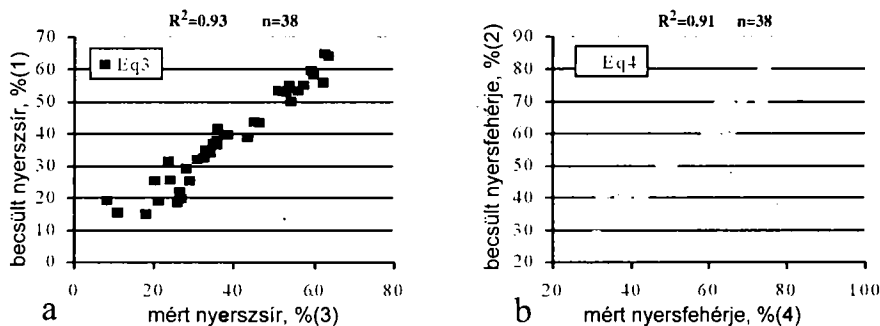 R²=0.93 n=38
Eq3
70
60
50
40
30
20
10
0
becsült nyerszsír, %(1)
0 20 40 60 80
a mért nyerszsír, %(3)
R²=0.91 n=38
Eq4
90
80
70
60
50
40
30
20
becsült nyersfehérje, %(2)
20 40 60 80 100
b mért nyersfehérje, %(4)